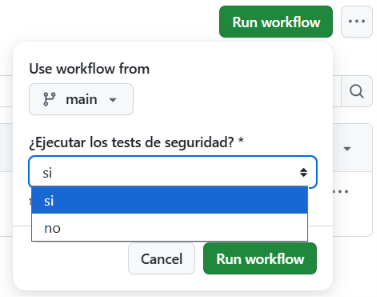 Run workflow
Use workflow from
main
¿Ejecutar los tests de seguridad? *
si
si
no
Cancel
Run workflow